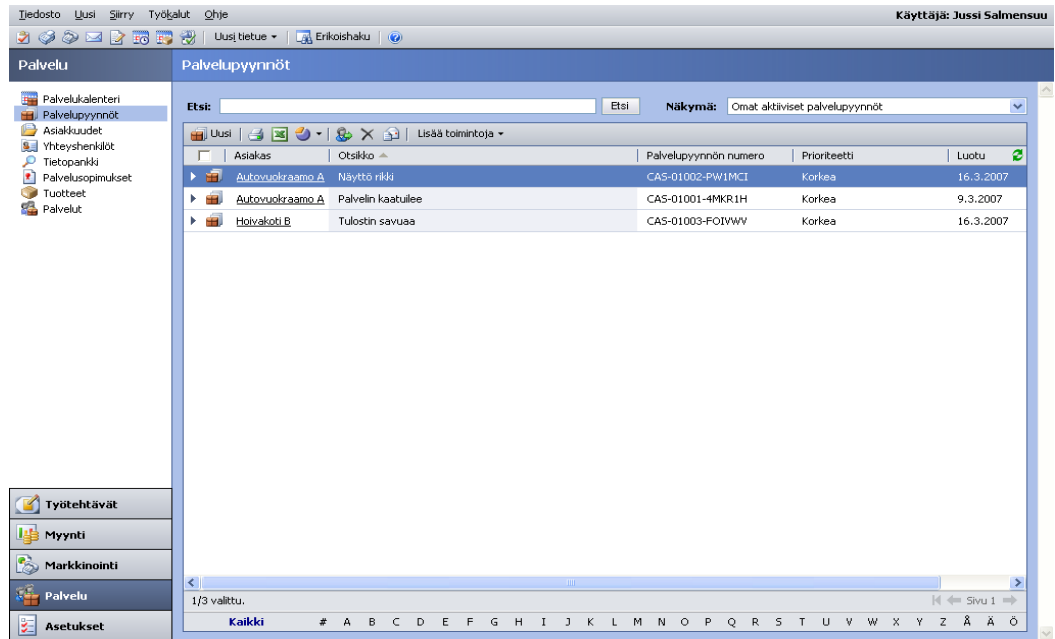 Tiedosto Uusi Siirry Työkalut Ohje Käyttäjä: Jussi Salmensuu
Uusi tietue Erikoishaku
Palvelu Palvelupyynnöt
Palvelukalenteri
Palvelupyynnöt
Asiakkuudet
Yhteyshenkilöt
Tietopankki
Palvelusopimukset
Tuotteet
Palvelut
Etsi: Etsi Näkymä: Omat aktiiviset palvelupyynnöt
Uusi Lisää toimintoja
Asiakas Otsikko Palvelupyynnön numero Prioriteetti Luotu
Autovuokraamo A Näyttö rikki CAS-01002-PW1MCI Korkea 16.3.2007
Autovuokraamo A Palvelin kaatuilee CAS-01001-4MKR1H Korkea 9.3.2007
Hoivakoti B Tulostin savuaa CAS-01003-FOIVWV Korkea 16.3.2007
Työtehtävät
Myynti
Markkinointi
Palvelu
Asetukset
1/3 valittu. Sivu 1
Kaikki # A B C D E F G H I J K L M N O P Q R S T U V W X Y Z Å Ä Ö